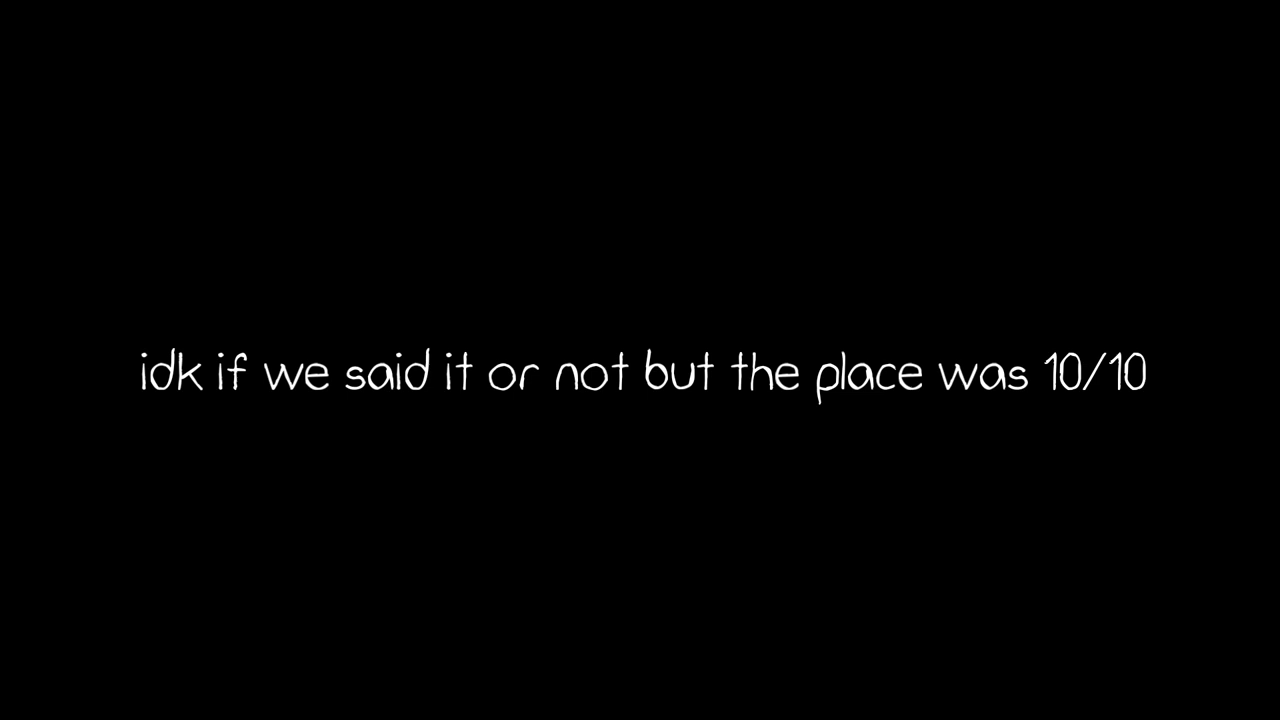 idk if we said it or not but the place was 10/10